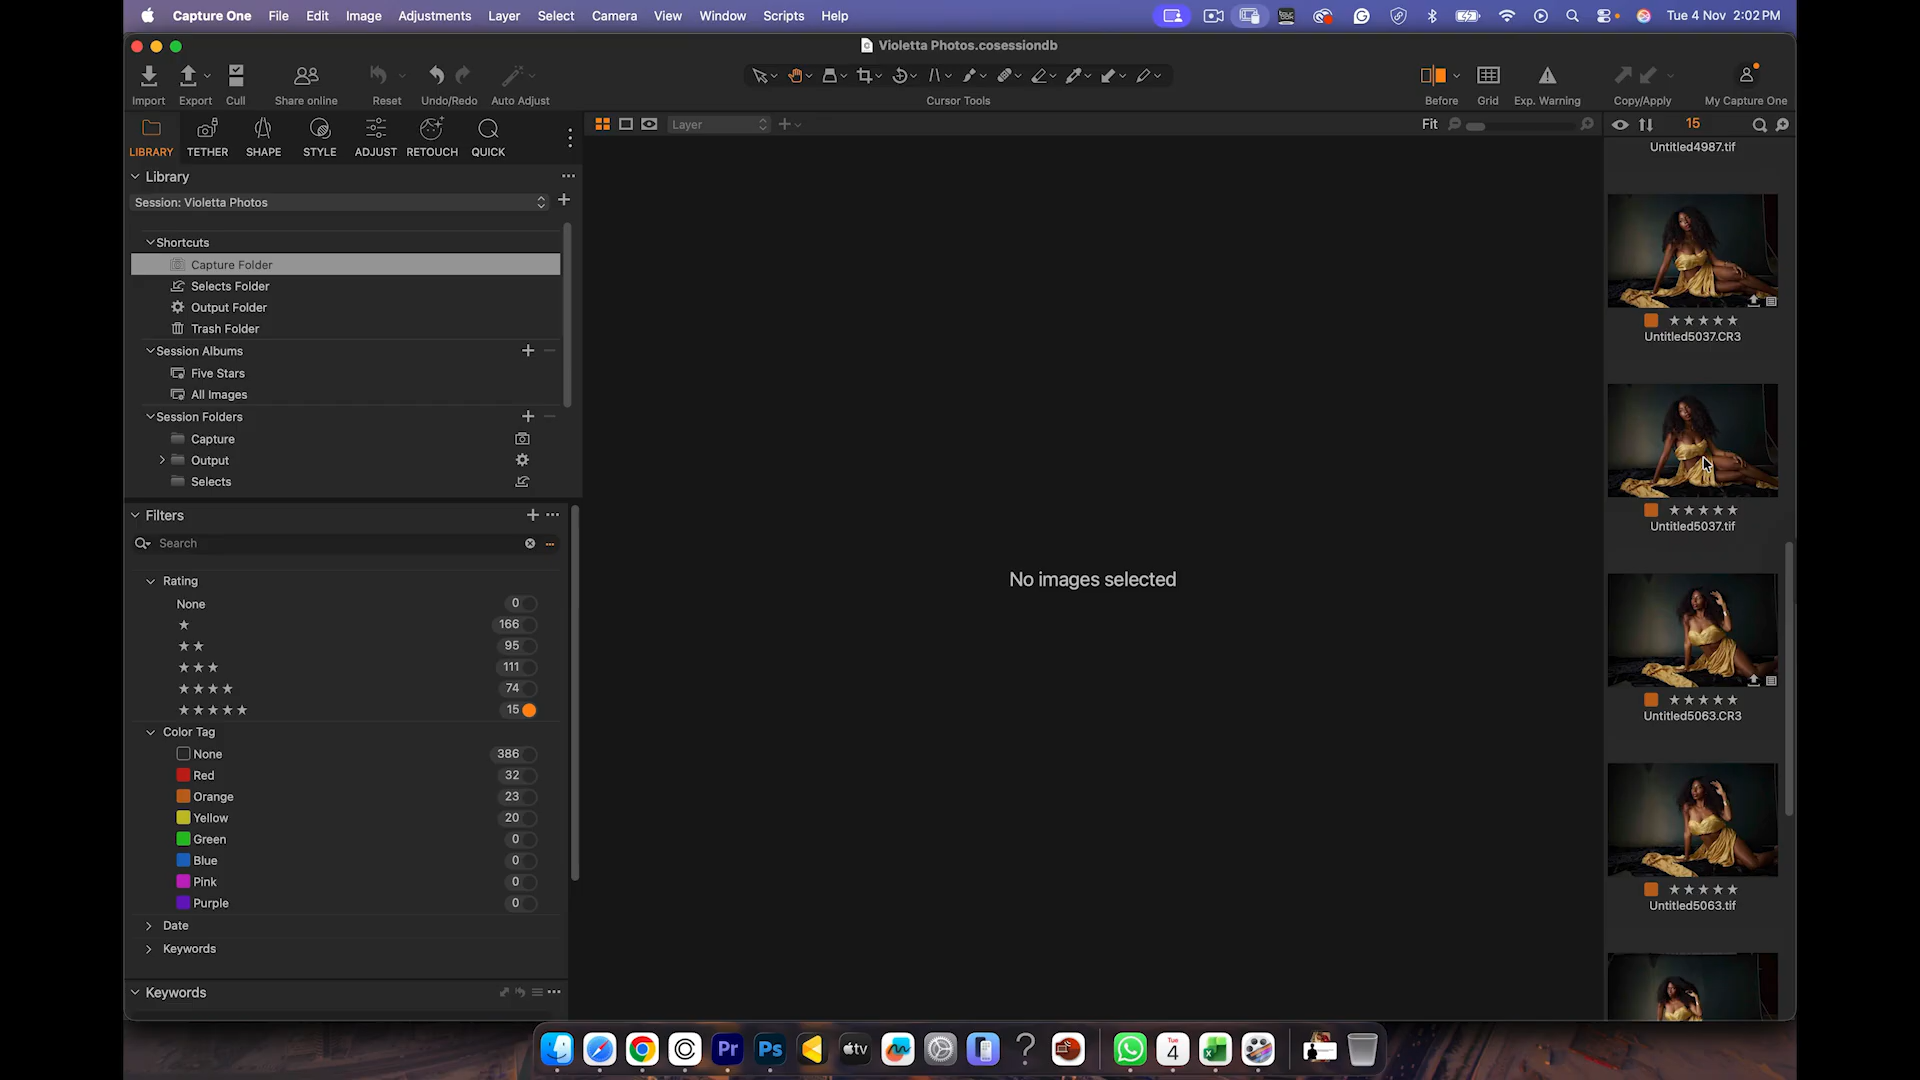 Capture One File Edit Image Adjustments Layer Select Camera View Window Scripts Help Tue 4 Nov 2:02 PM
Violetta Photos.cosessiondb
Import Export Cull Share online Reset Undo/Redo Auto Adjust Cursor Tools Before Grid Exp. Warning Copy/Apply My Capture One
LIBRARY TETHER SHAPE STYLE ADJUST RETOUCH QUICK
Layer
Fit
15
Library
Session: Violetta Photos
Shortcuts
Capture Folder
Selects Folder
Output Folder
Trash Folder
Session Albums
Five Stars
All Images
Session Folders
Capture
Output
Selects
Filters
Search
Rating
None 0
★ 166
★★ 95
★★★ 111
★★★★ 74
★★★★★ 15
Color Tag
None 386
Red 32
Orange 23
Yellow 20
Green 0
Blue 0
Pink 0
Purple 0
Date
Keywords
Keywords
No images selected
Untitled4987.tif
★★★★★
Untitled5037.CR3
★★★★★
Untitled5037.tif
★★★★★
Untitled5063.CR3
★★★★★
Untitled5063.tif
Pr Ps tv Tue 4